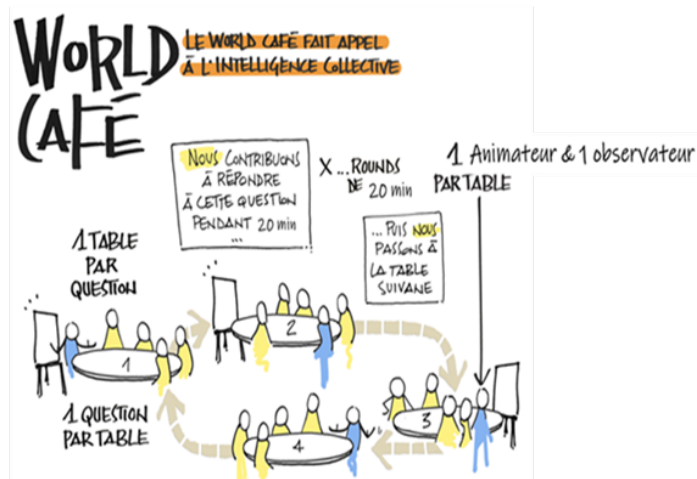 WORLD
CAFÉ
LE WORLD CAFÉ FAIT APPEL
À L'INTELLIGENCE COLLECTIVE
NOUS CONTRIBUONS
À RÉPONDRE
À CETTE QUESTION
PENDANT 20 min
...
X ... ROUNDS
DE 20 min
1 Animateur & 1 observateur
PAR TABLE
... PUIS NOUS
PASSONS À
LA TABLE
SUIVANE
1 TABLE
PAR
QUESTION
1
2
3
4
1 QUESTION
PAR TABLE